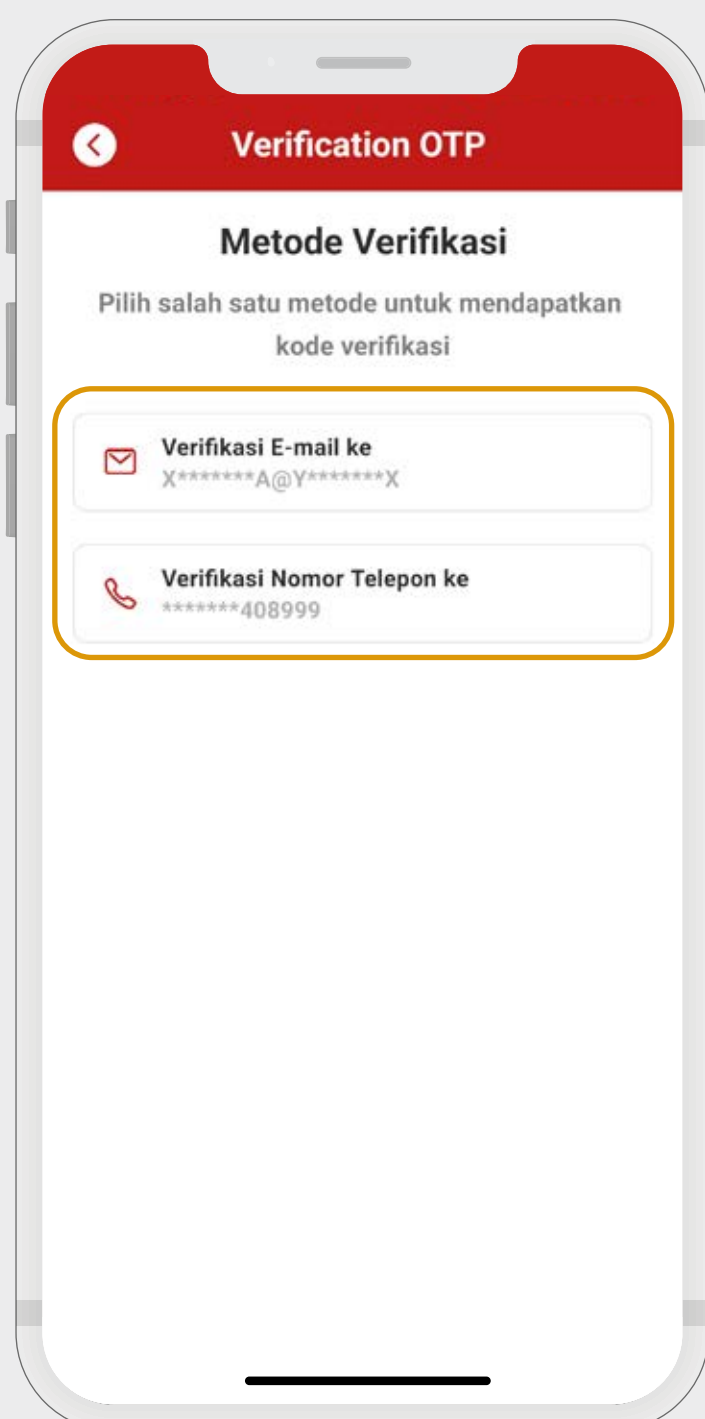 Verification OTP
Metode Verifikasi
Pilih salah satu metode untuk mendapatkan
kode verifikasi
Verifikasi E-mail ke
X*******A@Y*******X
Verifikasi Nomor Telepon ke
*******408999